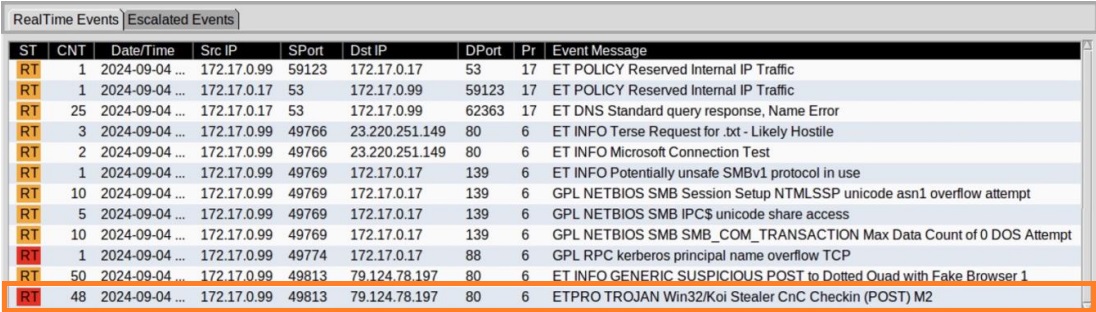 RealTime Events Escalated Events
ST CNT Date/Time Src IP SPort Dst IP DPort Pr Event Message
RT 1 2024-09-04 ... 172.17.0.99 59123 172.17.0.17 53 17 ET POLICY Reserved Internal IP Traffic
RT 1 2024-09-04 ... 172.17.0.17 53 172.17.0.99 59123 17 ET POLICY Reserved Internal IP Traffic
RT 25 2024-09-04 ... 172.17.0.17 53 172.17.0.99 62363 17 ET DNS Standard query response, Name Error
RT 3 2024-09-04 ... 172.17.0.99 49766 23.220.251.149 80 6 ET INFO Terse Request for .txt - Likely Hostile
RT 2 2024-09-04 ... 172.17.0.99 49766 23.220.251.149 80 6 ET INFO Microsoft Connection Test
RT 1 2024-09-04 ... 172.17.0.99 49769 172.17.0.17 139 6 ET INFO Potentially unsafe SMBv1 protocol in use
RT 10 2024-09-04 ... 172.17.0.99 49769 172.17.0.17 139 6 GPL NETBIOS SMB Session Setup NTMLSSP unicode asn1 overflow attempt
RT 5 2024-09-04 ... 172.17.0.99 49769 172.17.0.17 139 6 GPL NETBIOS SMB IPC$ unicode share access
RT 10 2024-09-04 ... 172.17.0.99 49769 172.17.0.17 139 6 GPL NETBIOS SMB SMB_COM_TRANSACTION Max Data Count of 0 DOS Attempt
RT 1 2024-09-04 ... 172.17.0.99 49774 172.17.0.17 88 6 GPL RPC kerberos principal name overflow TCP
RT 50 2024-09-04 ... 172.17.0.99 49813 79.124.78.197 80 6 ET INFO GENERIC SUSPICIOUS POST to Dotted Quad with Fake Browser 1
RT 48 2024-09-04 ... 172.17.0.99 49813 79.124.78.197 80 6 ETPRO TROJAN Win32/Koi Stealer CnC Checkin (POST) M2